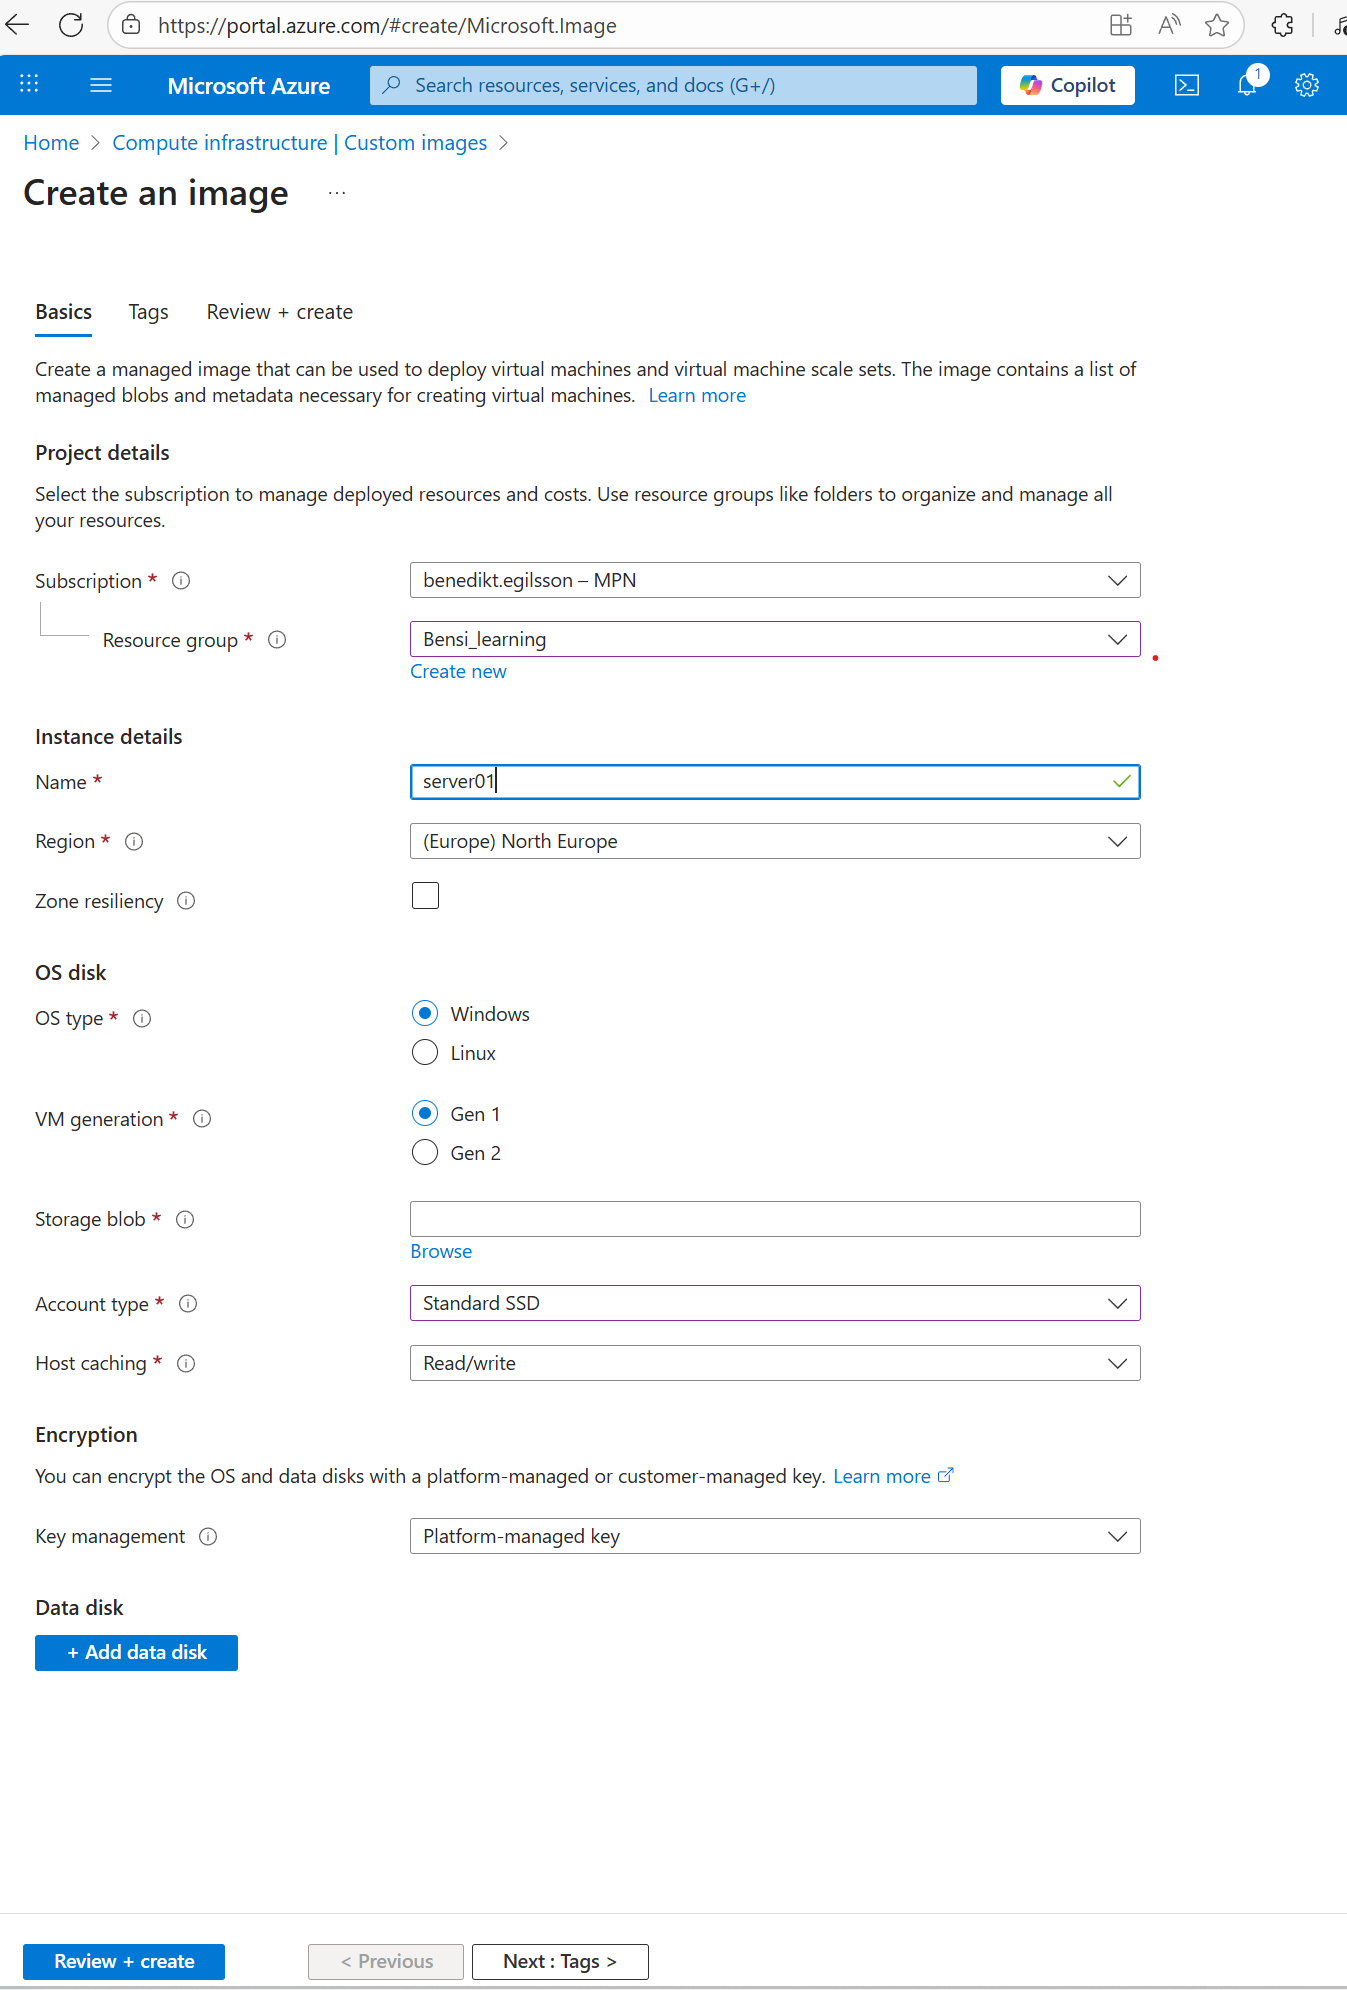 https://portal.azure.com/#create/Microsoft.Image
Microsoft Azure
Search resources, services, and docs (G+/)
Copilot
1
Home > Compute infrastructure | Custom images >
Create an image ...
Basics Tags Review + create
Create a managed image that can be used to deploy virtual machines and virtual machine scale sets. The image contains a list of
managed blobs and metadata necessary for creating virtual machines. Learn more
Project details
Select the subscription to manage deployed resources and costs. Use resource groups like folders to organize and manage all
your resources.
Subscription *
benedikt.egilsson – MPN
Resource group *
Bensi_learning
Create new
Instance details
Name *
server01
Region *
(Europe) North Europe
Zone resiliency
OS disk
OS type *
Windows
Linux
VM generation *
Gen 1
Gen 2
Storage blob *
Browse
Account type *
Standard SSD
Host caching *
Read/write
Encryption
You can encrypt the OS and data disks with a platform-managed or customer-managed key. Learn more
Key management
Platform-managed key
Data disk
+ Add data disk
Review + create
< Previous
Next : Tags >